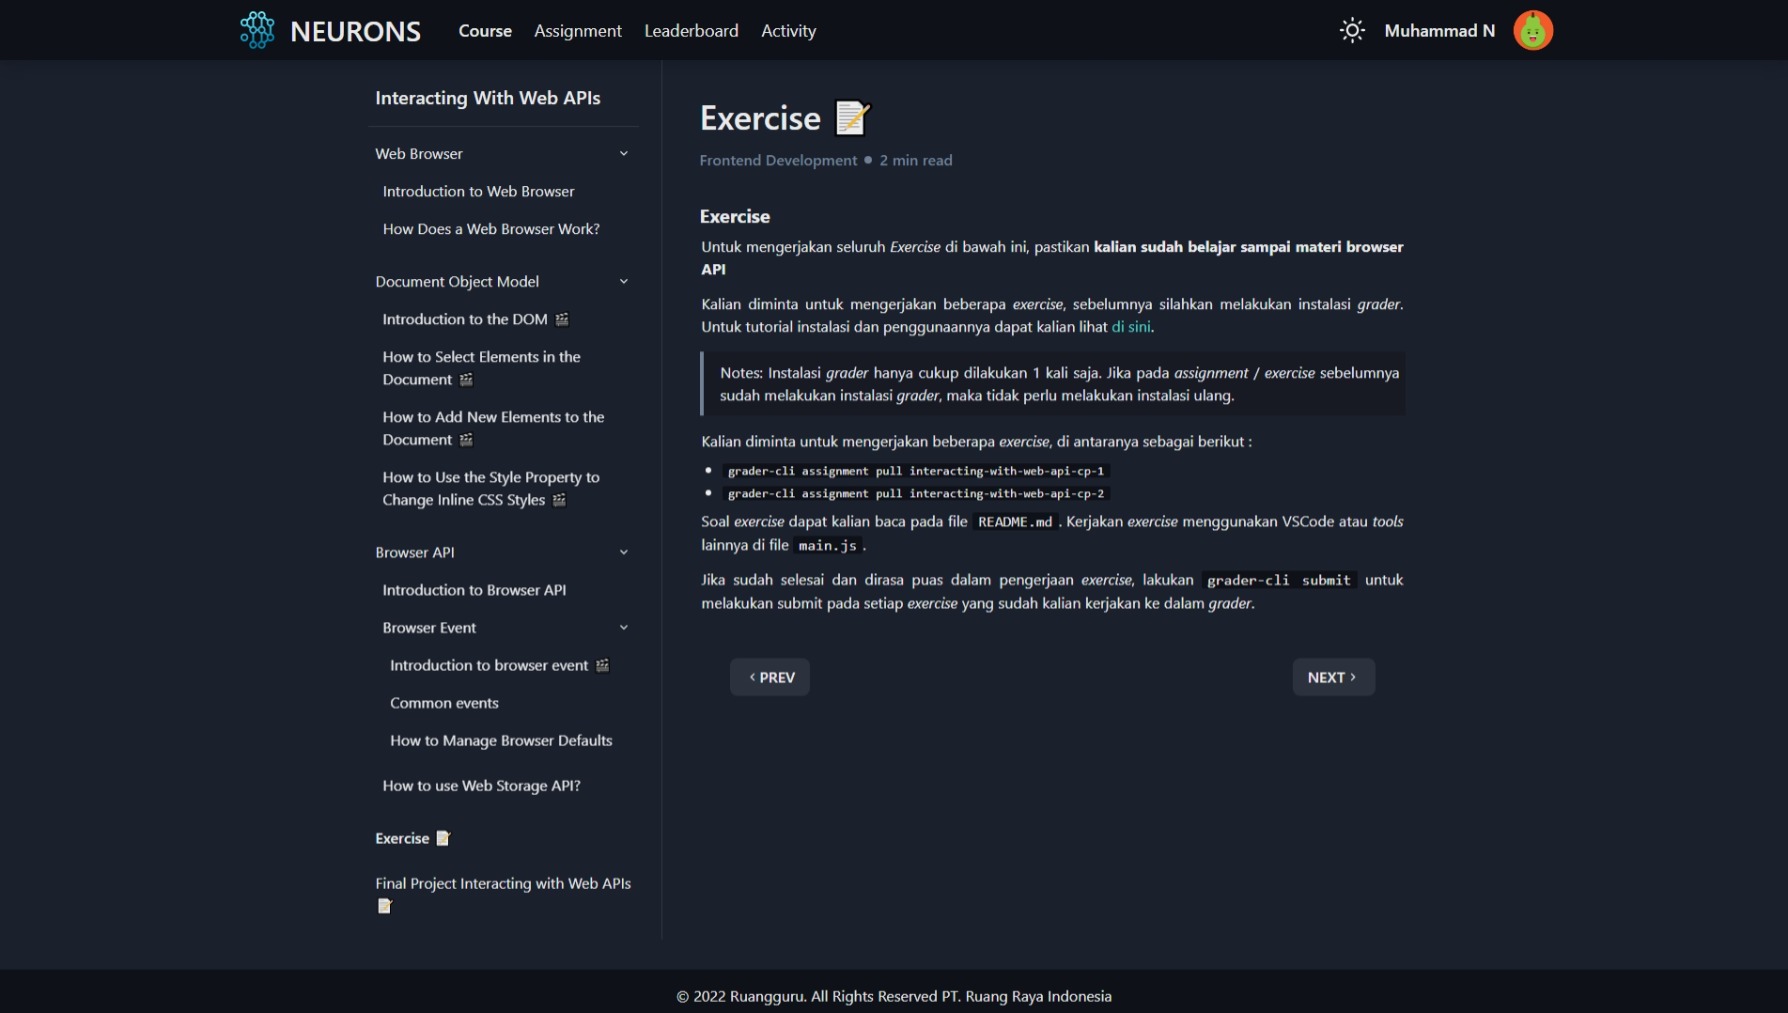 NEURONS
Course
Assignment
Leaderboard
Activity
Muhammad N
Interacting With Web APIs
Web Browser
Introduction to Web Browser
How Does a Web Browser Work?
Document Object Model
Introduction to the DOM 🎬
How to Select Elements in the
Document 🎬
How to Add New Elements to the
Document 🎬
How to Use the Style Property to
Change Inline CSS Styles 🎬
Browser API
Introduction to Browser API
Browser Event
Introduction to browser event 🎬
Common events
How to Manage Browser Defaults
How to use Web Storage API?
Exercise 📝
Final Project Interacting with Web APIs
📝
Exercise 📝
Frontend Development ● 2 min read
Exercise
Untuk mengerjakan seluruh Exercise di bawah ini, pastikan kalian sudah belajar sampai materi browser
API
Kalian diminta untuk mengerjakan beberapa exercise, sebelumnya silahkan melakukan instalasi grader.
Untuk tutorial instalasi dan penggunaannya dapat kalian lihat di sini.
Notes: Instalasi grader hanya cukup dilakukan 1 kali saja. Jika pada assignment / exercise sebelumnya
sudah melakukan instalasi grader, maka tidak perlu melakukan instalasi ulang.
Kalian diminta untuk mengerjakan beberapa exercise, di antaranya sebagai berikut :
• grader-cli assignment pull interacting-with-web-api-cp-1
• grader-cli assignment pull interacting-with-web-api-cp-2
Soal exercise dapat kalian baca pada file README.md . Kerjakan exercise menggunakan VSCode atau tools
lainnya di file main.js .
Jika sudah selesai dan dirasa puas dalam pengerjaan exercise, lakukan grader-cli submit untuk
melakukan submit pada setiap exercise yang sudah kalian kerjakan ke dalam grader.
‹ PREV
NEXT ›
© 2022 Ruangguru. All Rights Reserved PT. Ruang Raya Indonesia